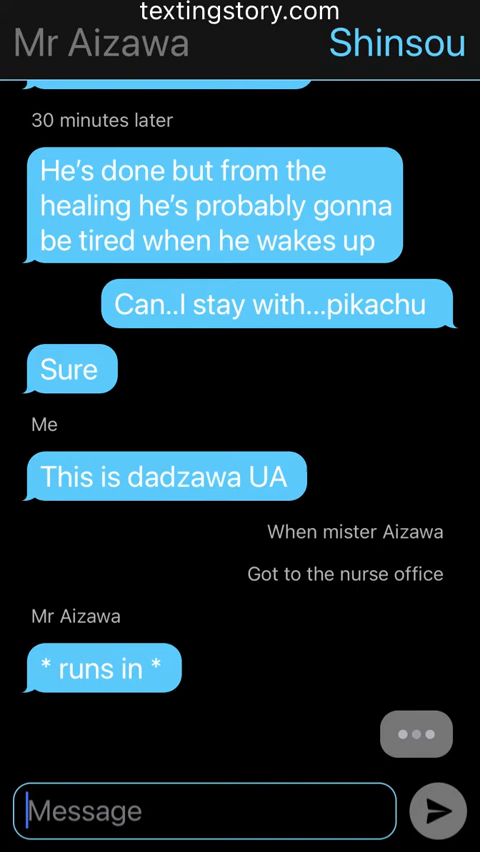 textingstory.com
Mr Aizawa
Shinsou
30 minutes later
He's done but from the
healing he's probably gonna
be tired when he wakes up
Can..I stay with...pikachu
Sure
Me
This is dadzawa UA
When mister Aizawa
Got to the nurse office
Mr Aizawa
* runs in *
Message